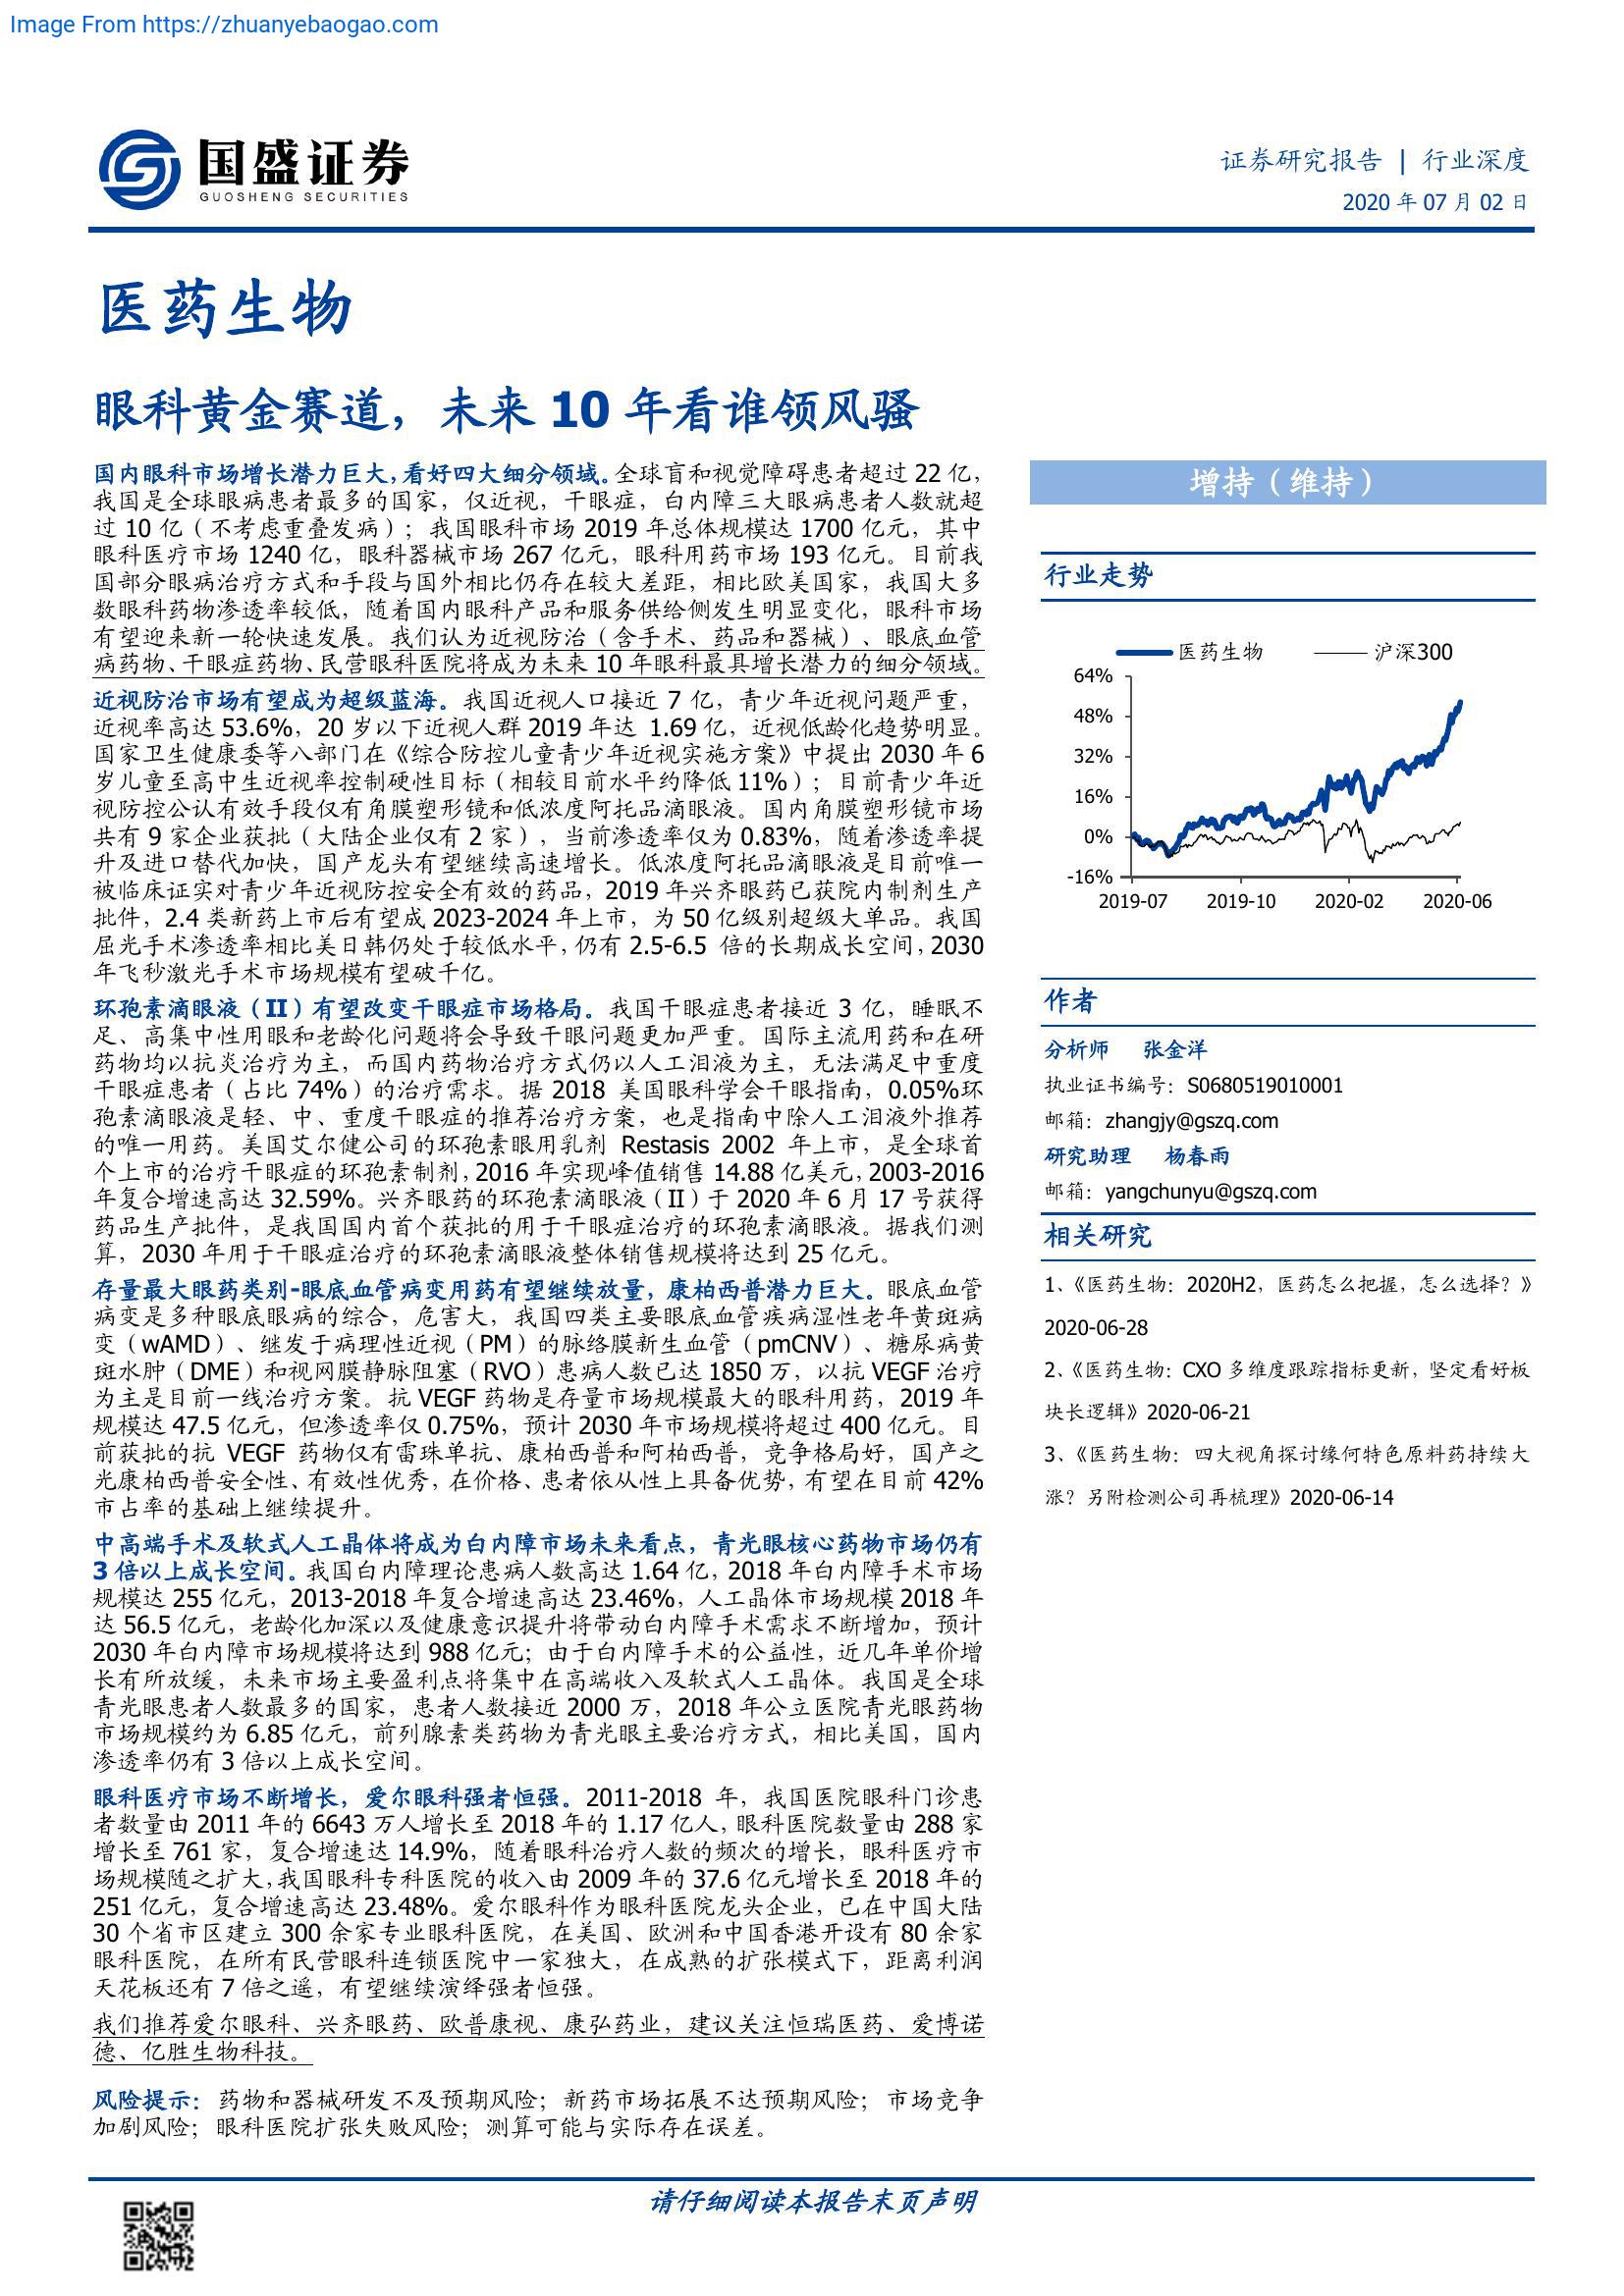 Image From https://zhuanyebaogao.com
国盛证券
GUOSHENG SECURITIES
证券研究报告 | 行业深度
2020 年 07 月 02 日
医药生物
眼科黄金赛道，未来 10 年看谁领风骚
国内眼科市场增长潜力巨大，看好四大细分领域。全球盲和视觉障碍患者超过 22 亿，
我国是全球眼病患者最多的国家，仅近视，干眼症，白内障三大眼病患者人数就超
过 10 亿（不考虑重叠发病）；我国眼科市场 2019 年总体规模达 1700 亿元，其中
眼科医疗市场 1240 亿，眼科器械市场 267 亿元，眼科用药市场 193 亿元。目前我
国部分眼病治疗方式和手段与国外相比仍存在较大差距，相比欧美国家，我国大多
数眼科药物渗透率较低，随着国内眼科产品和服务供给侧发生明显变化，眼科市场
有望迎来新一轮快速发展。我们认为近视防治（含手术、药品和器械）、眼底血管
病药物、干眼症药物、民营眼科医院将成为未来 10 年眼科最具增长潜力的细分领域。
近视防治市场有望成为超级蓝海。我国近视人口接近 7 亿，青少年近视问题严重，
近视率高达 53.6%，20 岁以下近视人群 2019 年达 1.69 亿，近视低龄化趋势明显。
国家卫生健康委等八部门在《综合防控儿童青少年近视实施方案》中提出 2030 年 6
岁儿童至高中生近视率控制硬性目标（相较目前水平约降低 11%）；目前青少年近
视防控公认有效手段仅有角膜塑形镜和低浓度阿托品滴眼液。国内角膜塑形镜市场
共有 9 家企业获批（大陆企业仅有 2 家），当前渗透率仅为 0.83%，随着渗透率提
升及进口替代加快，国产龙头有望继续高速增长。低浓度阿托品滴眼液是目前唯一
被临床证实对青少年近视防控安全有效的药品，2019 年兴齐眼药已获院内制剂生产
批件，2.4 类新药上市后有望成 2023-2024 年上市，为 50 亿级别超级大单品。我国
屈光手术渗透率相比美日韩仍处于较低水平，仍有 2.5-6.5 倍的长期成长空间，2030
年飞秒激光手术市场规模有望破千亿。
环孢素滴眼液（II）有望改变干眼症市场格局。我国干眼症患者接近 3 亿，睡眠不
足、高集中性用眼和老龄化问题将会导致干眼问题更加严重。国际主流用药和在研
药物均以抗炎治疗为主，而国内药物治疗方式仍以人工泪液为主，无法满足中重度
干眼症患者（占比 74%）的治疗需求。据 2018 美国眼科学会干眼指南，0.05%环
孢素滴眼液是轻、中、重度干眼症的推荐治疗方案，也是指南中除人工泪液外推荐
的唯一用药。美国艾尔健公司的环孢素眼用乳剂 Restasis 2002 年上市，是全球首
个上市的治疗干眼症的环孢素制剂，2016 年实现峰值销售 14.88 亿美元，2003-2016
年复合增速高达 32.59%。兴齐眼药的环孢素滴眼液（II）于 2020 年 6 月 17 号获得
药品生产批件，是我国国内首个获批的用于干眼症治疗的环孢素滴眼液。据我们测
算，2030 年用于干眼症治疗的环孢素滴眼液整体销售规模将达到 25 亿元。
存量最大眼药类别-眼底血管病变用药有望继续放量，康柏西普潜力巨大。眼底血管
病变是多种眼底眼病的综合，危害大，我国四类主要眼底血管疾病湿性老年黄斑病
变（wAMD）、继发于病理性近视（PM）的脉络膜新生血管（pmCNV）、糖尿病黄
斑水肿（DME）和视网膜静脉阻塞（RVO）患病人数已达 1850 万，以抗 VEGF 治疗
为主是目前一线治疗方案。抗 VEGF 药物是存量市场规模最大的眼科用药，2019 年
规模达 47.5 亿元，但渗透率仅 0.75%，预计 2030 年市场规模将超过 400 亿元。目
前获批的抗 VEGF 药物仅有雷珠单抗、康柏西普和阿柏西普，竞争格局好，国产之
光康柏西普安全性、有效性优秀，在价格、患者依从性上具备优势，有望在目前 42%
市占率的基础上继续提升。
中高端手术及软式人工晶体将成为白内障市场未来看点，青光眼核心药物市场仍有
3 倍以上成长空间。我国白内障理论患病人数高达 1.64 亿，2018 年白内障手术市场
规模达 255 亿元，2013-2018 年复合增速高达 23.46%，人工晶体市场规模 2018 年
达 56.5 亿元，老龄化加深以及健康意识提升将带动白内障手术需求不断增加，预计
2030 年白内障市场规模将达到 988 亿元；由于白内障手术的公益性，近几年单价增
长有所放缓，未来市场主要盈利点将集中在高端收入及软式人工晶体。我国是全球
青光眼患者人数最多的国家，患者人数接近 2000 万，2018 年公立医院青光眼药物
市场规模约为 6.85 亿元，前列腺素类药物为青光眼主要治疗方式，相比美国，国内
渗透率仍有 3 倍以上成长空间。
眼科医疗市场不断增长，爱尔眼科强者恒强。2011-2018 年，我国医院眼科门诊患
者数量由 2011 年的 6643 万人增长至 2018 年的 1.17 亿人，眼科医院数量由 288 家
增长至 761 家，复合增速达 14.9%，随着眼科治疗人数的频次的增长，眼科医疗市
场规模随之扩大，我国眼科专科医院的收入由 2009 年的 37.6 亿元增长至 2018 年的
251 亿元，复合增速高达 23.48%。爱尔眼科作为眼科医院龙头企业，已在中国大陆
30 个省市区建立 300 余家专业眼科医院，在美国、欧洲和中国香港开设有 80 余家
眼科医院，在所有民营眼科连锁医院中一家独大，在成熟的扩张模式下，距离利润
天花板还有 7 倍之遥，有望继续演绎强者恒强。
我们推荐爱尔眼科、兴齐眼药、欧普康视、康弘药业，建议关注恒瑞医药、爱博诺
德、亿胜生物科技。
风险提示：药物和器械研发不及预期风险；新药市场拓展不达预期风险；市场竞争
加剧风险；眼科医院扩张失败风险；测算可能与实际存在误差。
增持（维持）
行业走势
医药生物 沪深300
64%
48%
32%
16%
0%
-16%
2019-07 2019-10 2020-02 2020-06
作者
分析师 张金洋
执业证书编号：S0680519010001
邮箱：zhangjy@gszq.com
研究助理 杨春雨
邮箱：yangchunyu@gszq.com
相关研究
1、《医药生物：2020H2，医药怎么把握，怎么选择？》
2020-06-28
2、《医药生物：CXO 多维度跟踪指标更新，坚定看好板
块长逻辑》2020-06-21
3、《医药生物：四大视角探讨缘何特色原料药持续大
涨？另附检测公司再梳理》2020-06-14
请仔细阅读本报告末页声明